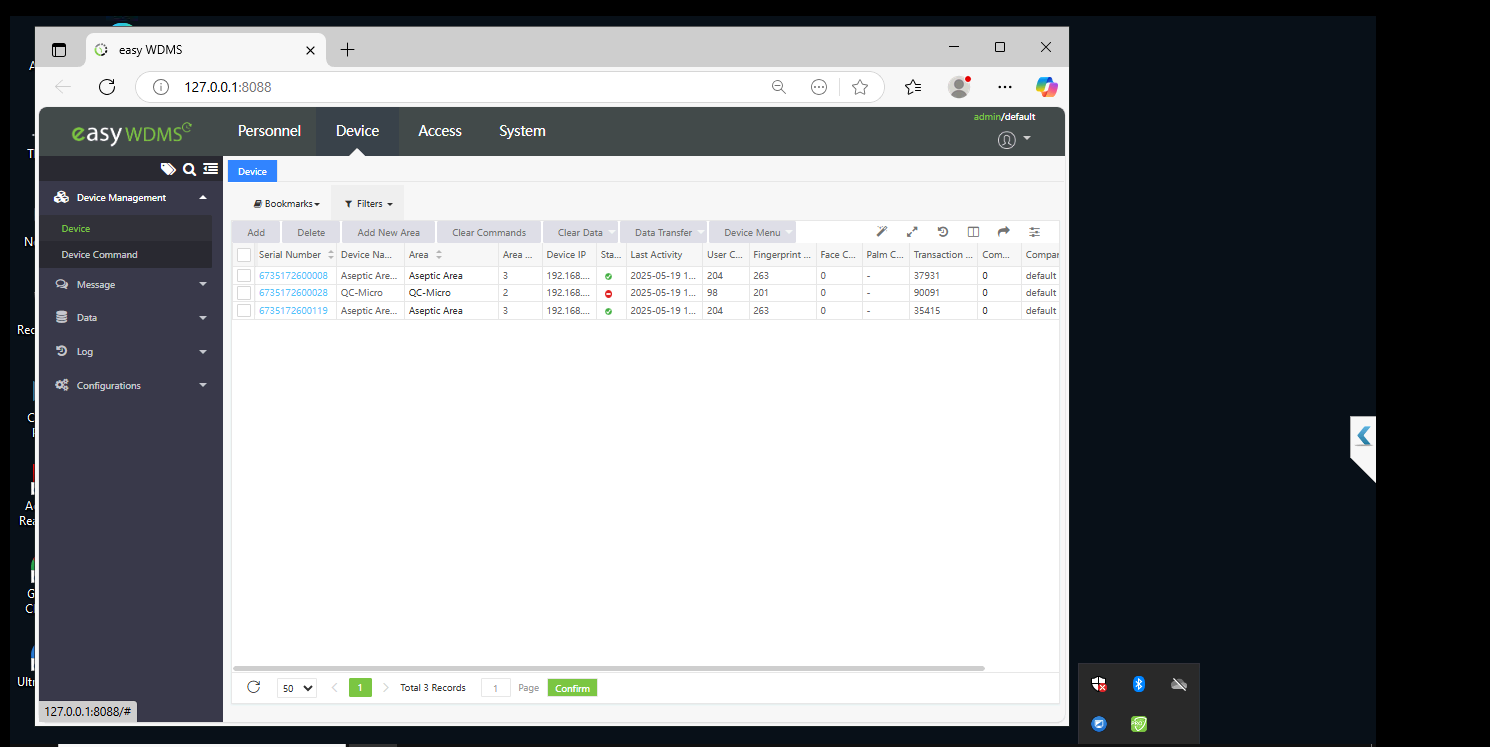 easy WDMS
127.0.0.1:8088
easy WDMS
Personnel
Device
Access
System
admin/default
Device
Device Management
Device
Device Command
Message
Data
Log
Configurations
Bookmarks
Filters
Add
Delete
Add New Area
Clear Commands
Clear Data
Data Transfer
Device Menu
Serial Number Device Na... Area Area ... Device IP Sta... Last Activity User C... Fingerprint ... Face C... Palm C... Transaction ... Com... Compar
6735172600008 Aseptic Are... Aseptic Area 3 192.168.... 2025-05-19 1... 204 263 0 - 37931 0 default
6735172600028 QC-Micro QC-Micro 2 192.168.... 2025-05-19 1... 98 201 0 - 90091 0 default
6735172600119 Aseptic Are... Aseptic Area 3 192.168.... 2025-05-19 1... 204 263 0 - 35415 0 default
50
1
Total 3 Records
1
Page
Confirm
127.0.0.1:8088/#